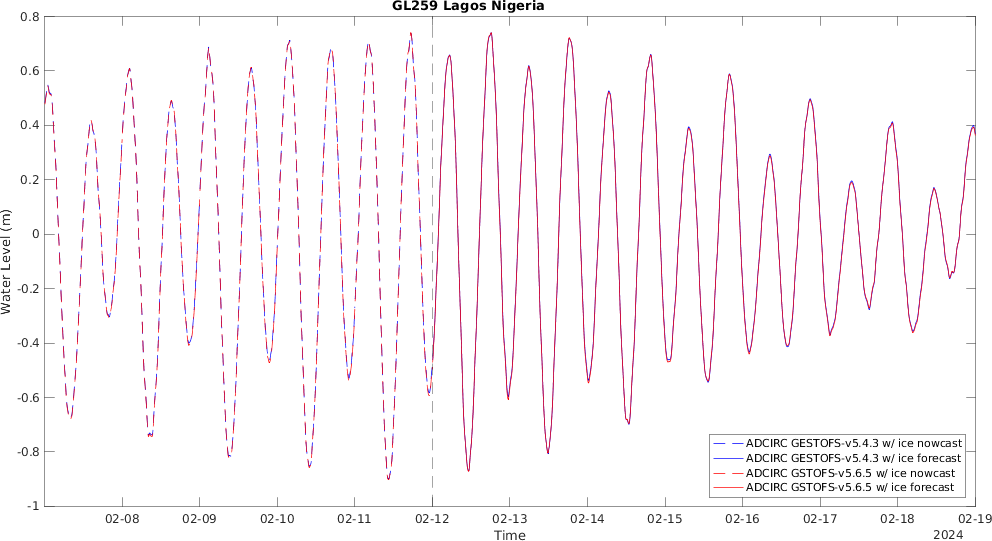 GL259 Lagos Nigeria
0.8
0.6
0.4
0.2
0
-0.2
-0.4
-0.6
-0.8
-1
Water Level (m)
02-08 02-09 02-10 02-11 02-12 02-13 02-14 02-15 02-16 02-17 02-18 02-19
Time
2024
ADCIRC GESTOFS-v5.4.3 w/ ice nowcast
ADCIRC GESTOFS-v5.4.3 w/ ice forecast
ADCIRC GSTOFS-v5.6.5 w/ ice nowcast
ADCIRC GSTOFS-v5.6.5 w/ ice forecast